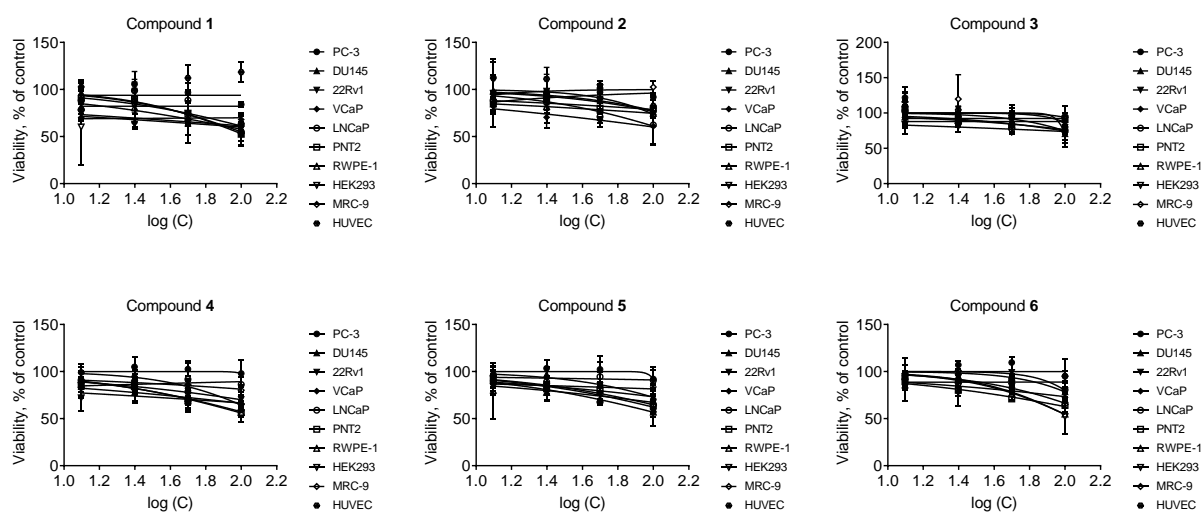 Compound 1
Viability, % of control
150
100
50
0
1.0 1.2 1.4 1.6 1.8 2.0 2.2
log (C)
PC-3
DU145
22Rv1
VCaP
LNCaP
PNT2
RWPE-1
HEK293
MRC-9
HUVEC
Compound 2
Viability, % of control
150
100
50
0
1.0 1.2 1.4 1.6 1.8 2.0 2.2
log (C)
PC-3
DU145
22Rv1
VCaP
LNCaP
PNT2
RWPE-1
HEK293
MRC-9
HUVEC
Compound 3
Viability, % of control
200
150
100
50
0
1.0 1.2 1.4 1.6 1.8 2.0 2.2
log (C)
PC-3
DU145
22Rv1
VCaP
LNCaP
PNT2
RWPE-1
HEK293
MRC-9
HUVEC
Compound 4
Viability, % of control
150
100
50
0
1.0 1.2 1.4 1.6 1.8 2.0 2.2
log (C)
PC-3
DU145
22Rv1
VCaP
LNCaP
PNT2
RWPE-1
HEK293
MRC-9
HUVEC
Compound 5
Viability, % of control
150
100
50
0
1.0 1.2 1.4 1.6 1.8 2.0 2.2
log (C)
PC-3
DU145
22Rv1
VCaP
LNCaP
PNT2
RWPE-1
HEK293
MRC-9
HUVEC
Compound 6
Viability, % of control
150
100
50
0
1.0 1.2 1.4 1.6 1.8 2.0 2.2
log (C)
PC-3
DU145
22Rv1
VCaP
LNCaP
PNT2
RWPE-1
HEK293
MRC-9
HUVEC